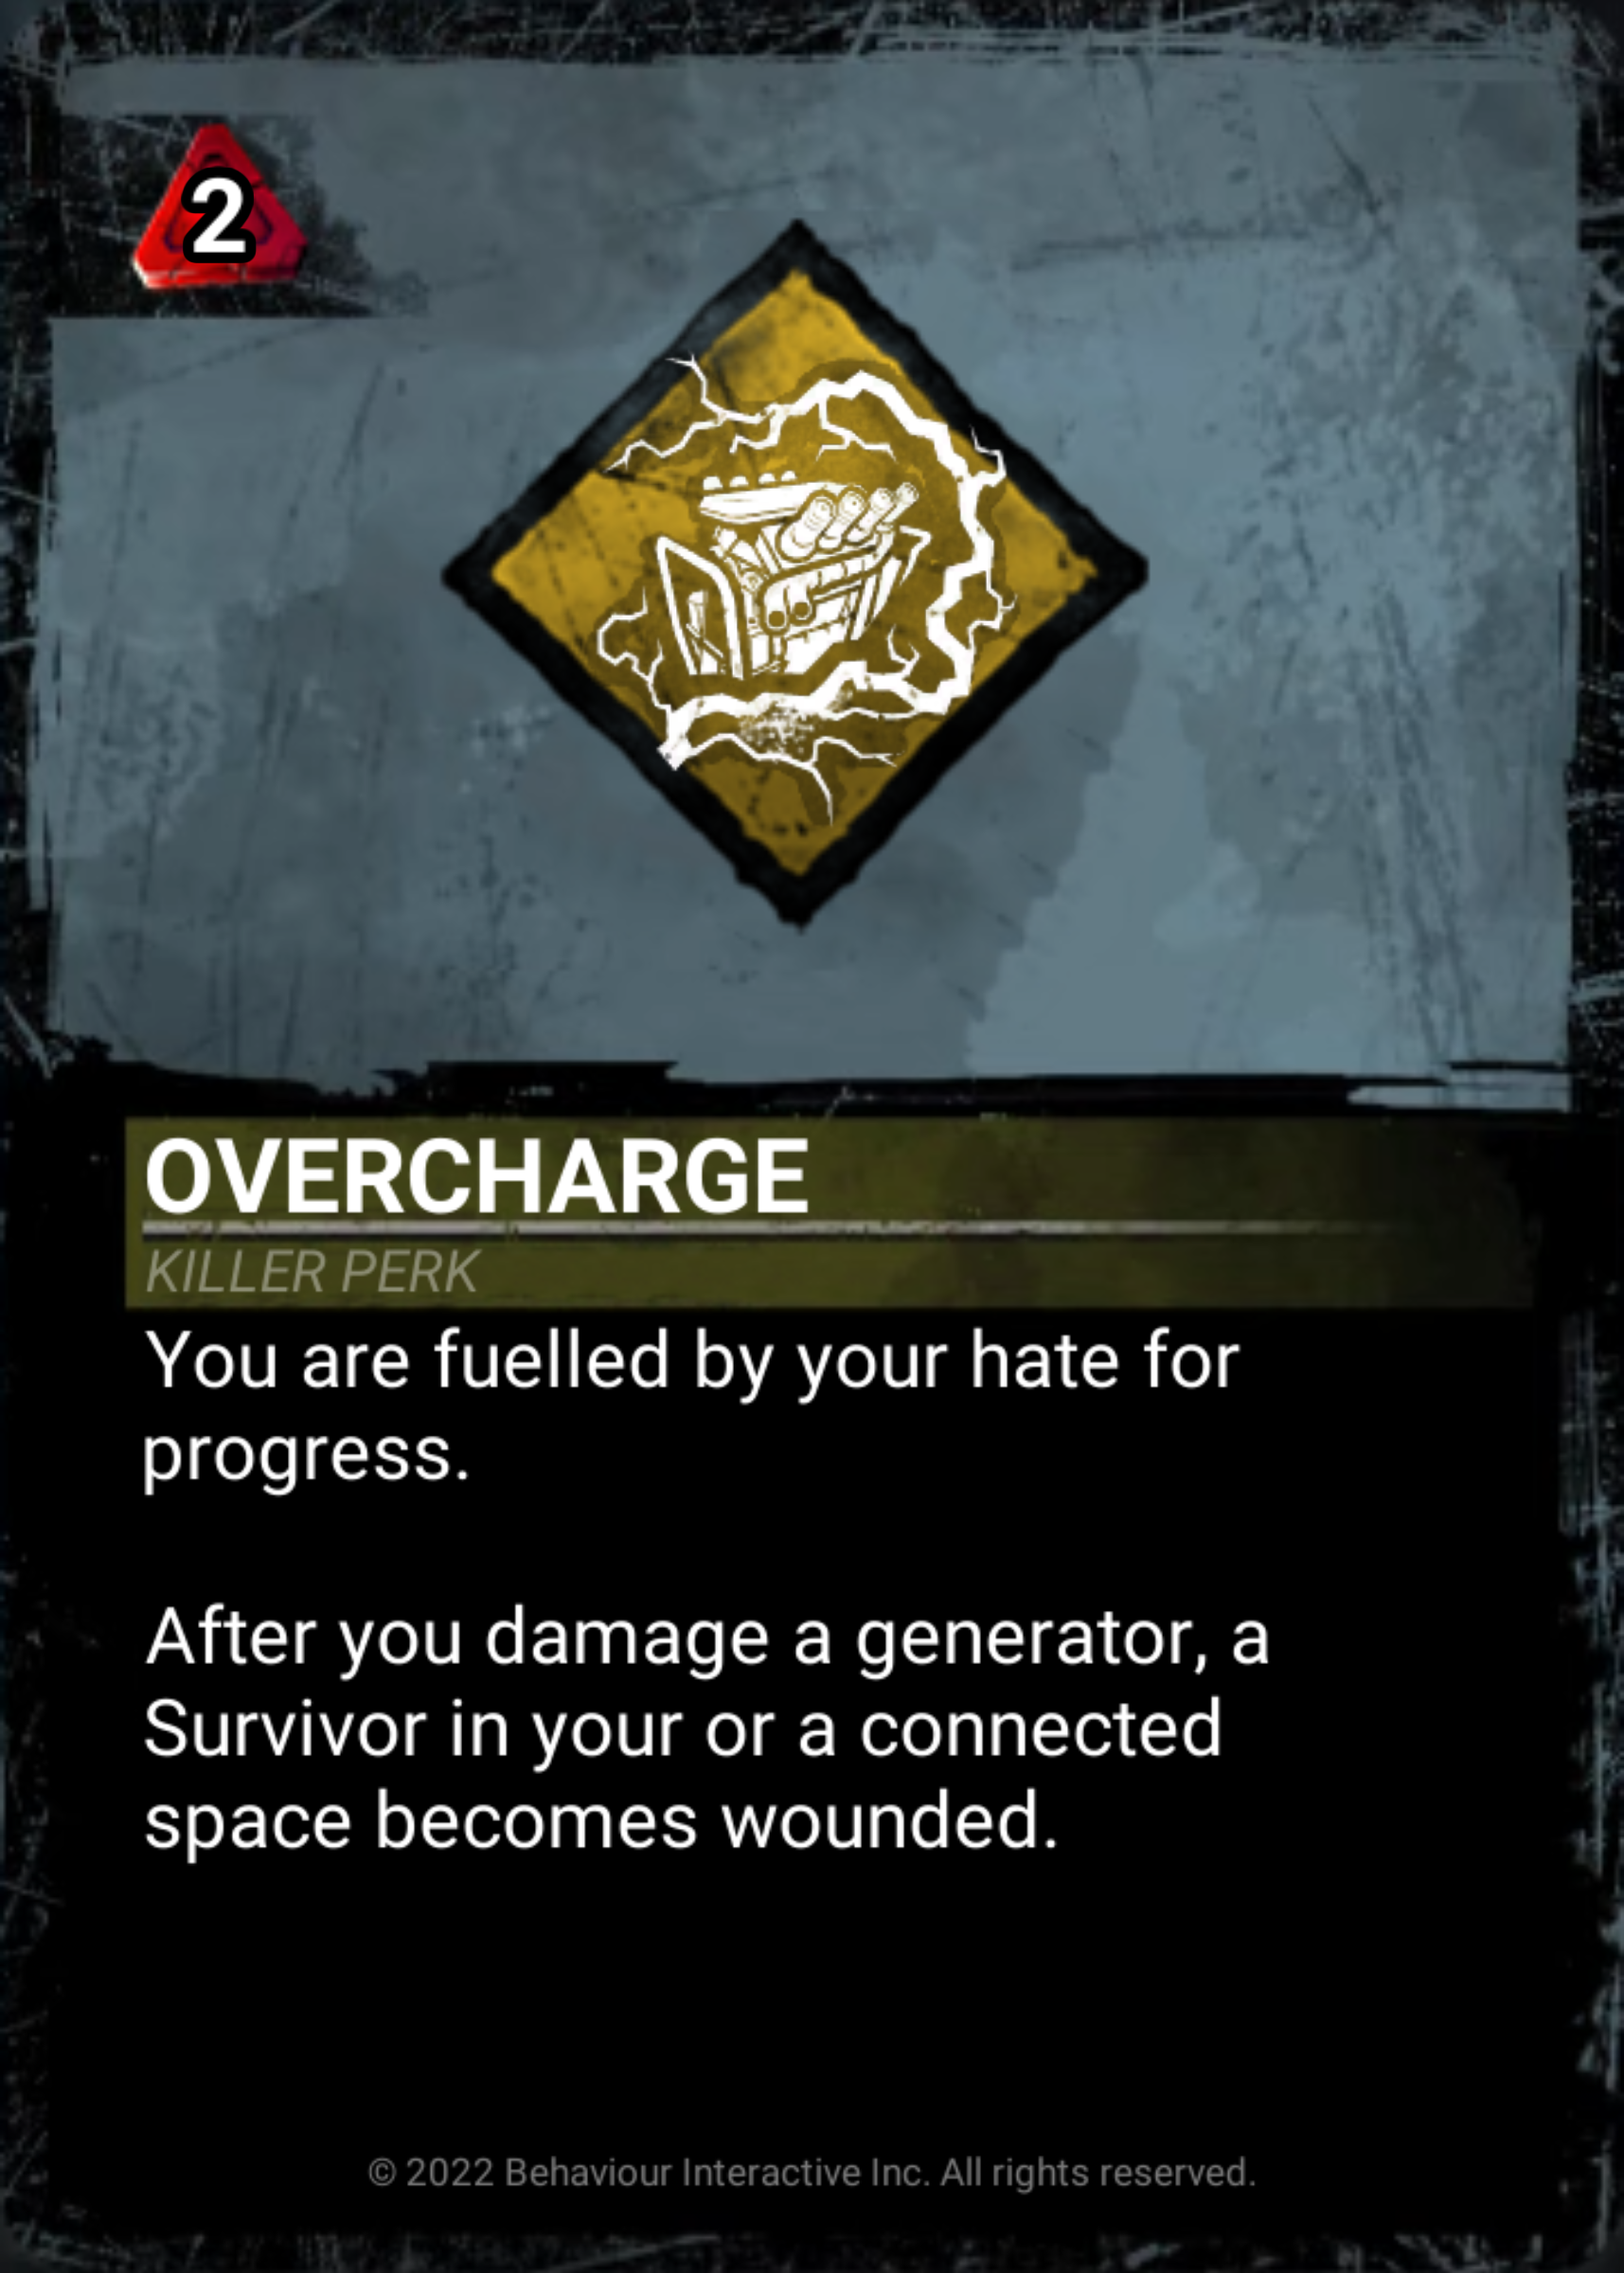 2
OVERCHARGE
KILLER PERK
You are fuelled by your hate for
progress.
After you damage a generator, a
Survivor in your or a connected
space becomes wounded.
© 2022 Behaviour Interactive Inc. All rights reserved.